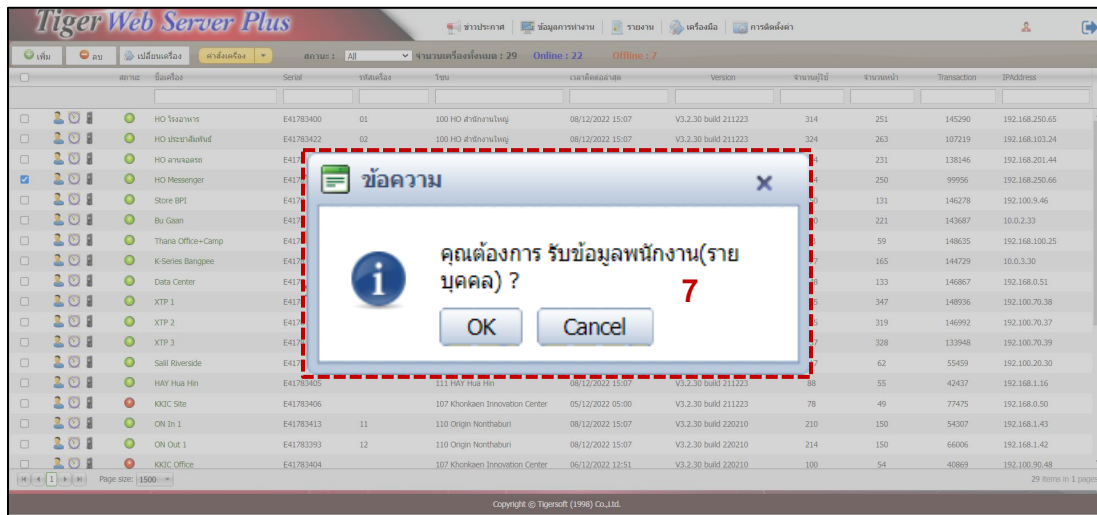 Tiger Web Server Plus
ข่าวประกาศ ข้อมูลการทำงาน รายงาน เครื่องมือ การติดตั้งค่า
เพิ่ม ลบ เปลี่ยนเครื่อง คำสั่งเครื่อง สถานะ : All จำนวนเครื่องทั้งหมด : 29 Online : 22 Offline : 7
สถานะ ชื่อเครื่อง Serial รหัสเครื่อง โซน เวลาติดต่อล่าสุด Version จำนวนผู้ใช้ จำนวนหน้า Transaction IPAddress
HO โรงอาหาร E41783400 01 100 HO สำนักงานใหญ่ 08/12/2022 15:07 V3.2.30 build 211223 314 251 145290 192.168.250.65
HO ประชาสัมพันธ์ E41783422 02 100 HO สำนักงานใหญ่ 08/12/2022 15:07 V3.2.30 build 211223 324 263 107219 192.168.103.24
HO ลานจอดรถ E417 231 138146 192.168.201.44
HO Messenger E417 250 99956 192.168.250.66
Store BPI E417 131 146278 192.100.9.46
Bu Gaan E417 221 143687 10.0.2.33
Thana Office+Camp E417 59 148635 192.168.100.25
K-Series Bangpee E417 165 144729 10.0.3.30
Data Center E417 133 146867 192.168.0.51
XTP 1 E417 347 148936 192.100.70.38
XTP 2 E417 319 146992 192.100.70.37
XTP 3 E417 328 133948 192.100.70.39
Salil Riverside E417 62 55459 192.100.20.30
ข้อความ
คุณต้องการ รับข้อมูลพนักงาน(ราย
บุคคล) ?
7
OK Cancel
HAY Hua Hin E41783405 111 HAY Hua Hin 08/12/2022 15:07 V3.2.30 build 211223 88 55 42437 192.168.1.16
KKIC Site E41783406 107 Khonkaen Innovation Center 05/12/2022 05:00 V3.2.30 build 211223 78 49 77475 192.168.0.50
ON In 1 E41783413 11 110 Origin Nonthaburi 08/12/2022 15:07 V3.2.30 build 220210 210 150 54307 192.168.1.43
ON Out 1 E41783393 12 110 Origin Nonthaburi 08/12/2022 15:07 V3.2.30 build 220210 214 150 66006 192.168.1.42
KKIC Office E41783404 107 Khonkaen Innovation Center 06/12/2022 12:51 V3.2.30 build 220210 100 54 40869 192.100.90.48
1 Page size: 1500 29 items in 1 pages
Copyright © Tigersoft (1998) Co.,Ltd.